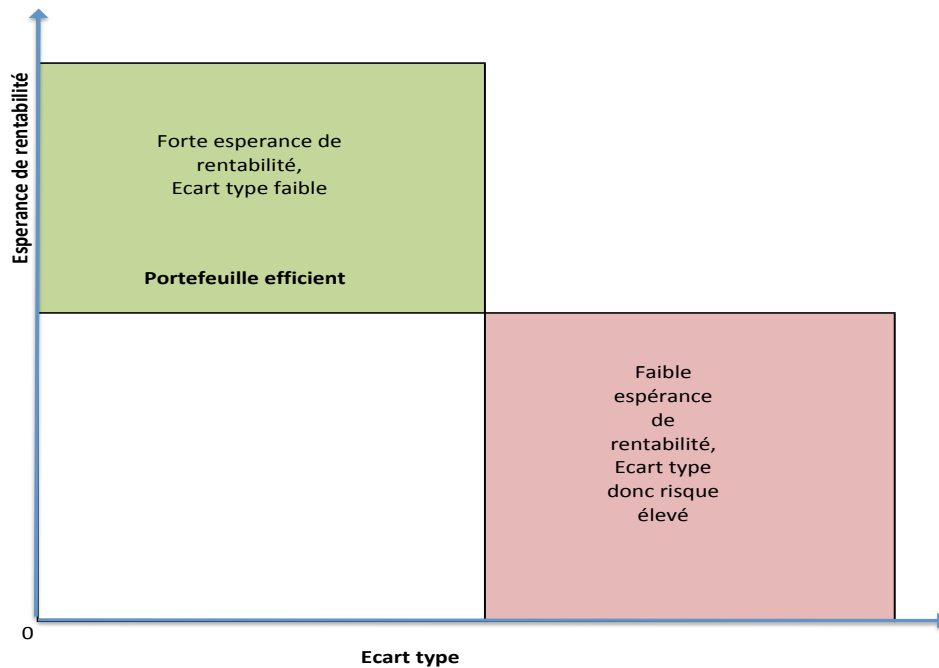 Esperance de rentabilité
Forte esperance de
rentabilité,
Ecart type faible
Portefeuille efficient
Faible
espérance
de
rentabilité,
Ecart type
donc risque
élevé
0
Ecart type